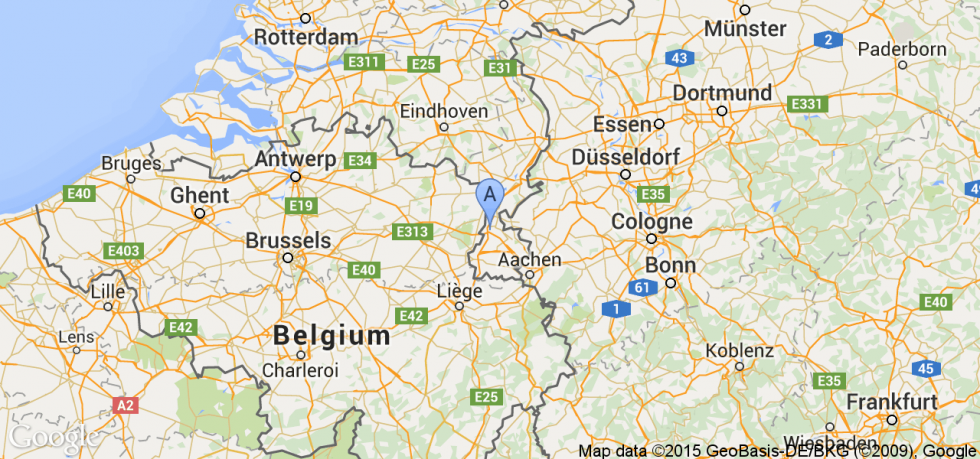 Rotterdam
Münster
2
Paderborn
E311
E25
E31
43
Dortmund
E331
Eindhoven
Essen
Bruges
Antwerp
E34
Düsseldorf
E40
Ghent
E19
A
E35
49
E403
Brussels
E313
Cologne
E40
Aachen
Bonn
Lille
Liège
61
1
E40
E42
E42
Lens
Belgium
Charleroi
Koblenz
45
E25
E35
A2
Frankfurt
Google
Wiesbaden
Map data ©2015 GeoBasis-DE/BKG (©2009), Google